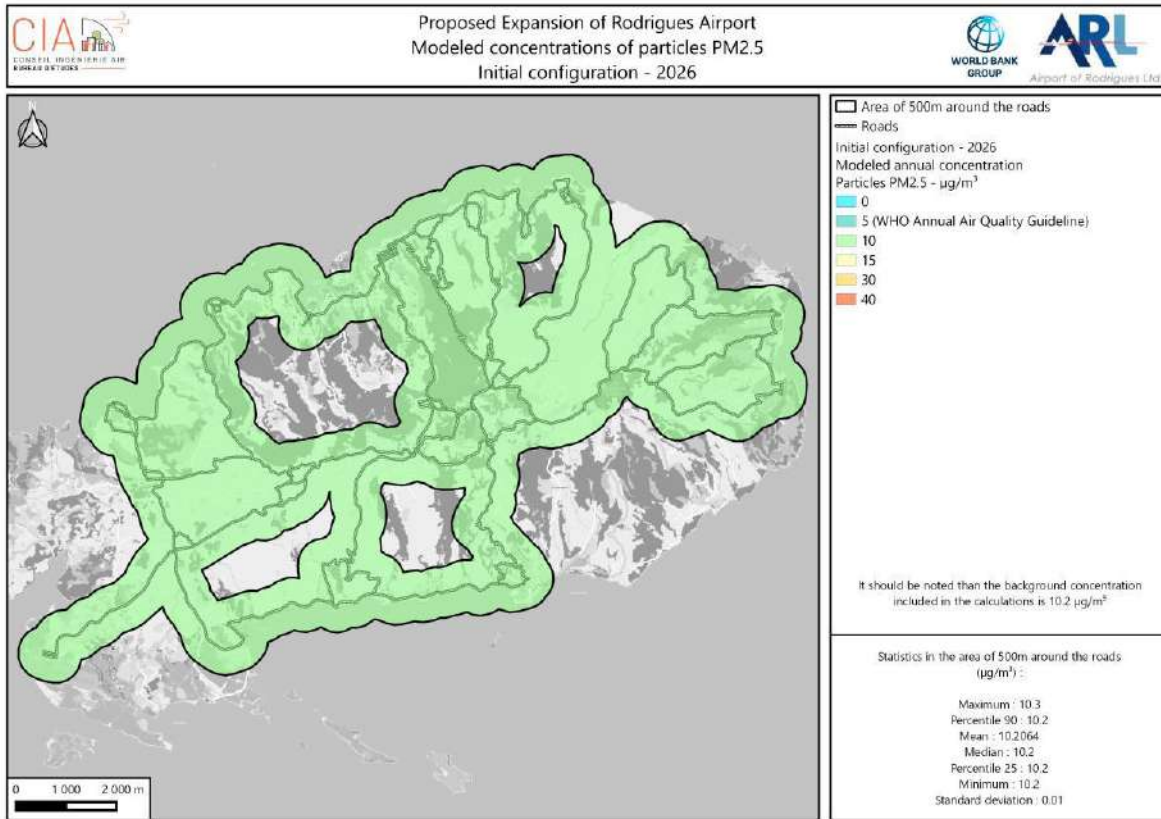 CIA
CONSEIL INGENIERIE AIR
BUREAU D'ETUDES
Proposed Expansion of Rodrigues Airport
Modeled concentrations of particles PM2.5
Initial configuration - 2026
WORLD BANK
GROUP
ARL
Airport of Rodrigues Ltd
N
Area of 500m around the roads
Roads
Initial configuration - 2026
Modeled annual concentration
Particles PM2.5 - µg/m³
0
5 (WHO Annual Air Quality Guideline)
10
15
30
40
It should be noted than the background concentration
included in the calculations is 10.2 µg/m³
Statistics in the area of 500m around the roads
(µg/m³) :
Maximum : 10.3
Percentile 90 : 10.2
Mean : 10.2064
Median : 10.2
Percentile 25 : 10.2
Minimum : 10.2
Standard deviation : 0.01
0 1 000 2 000 m